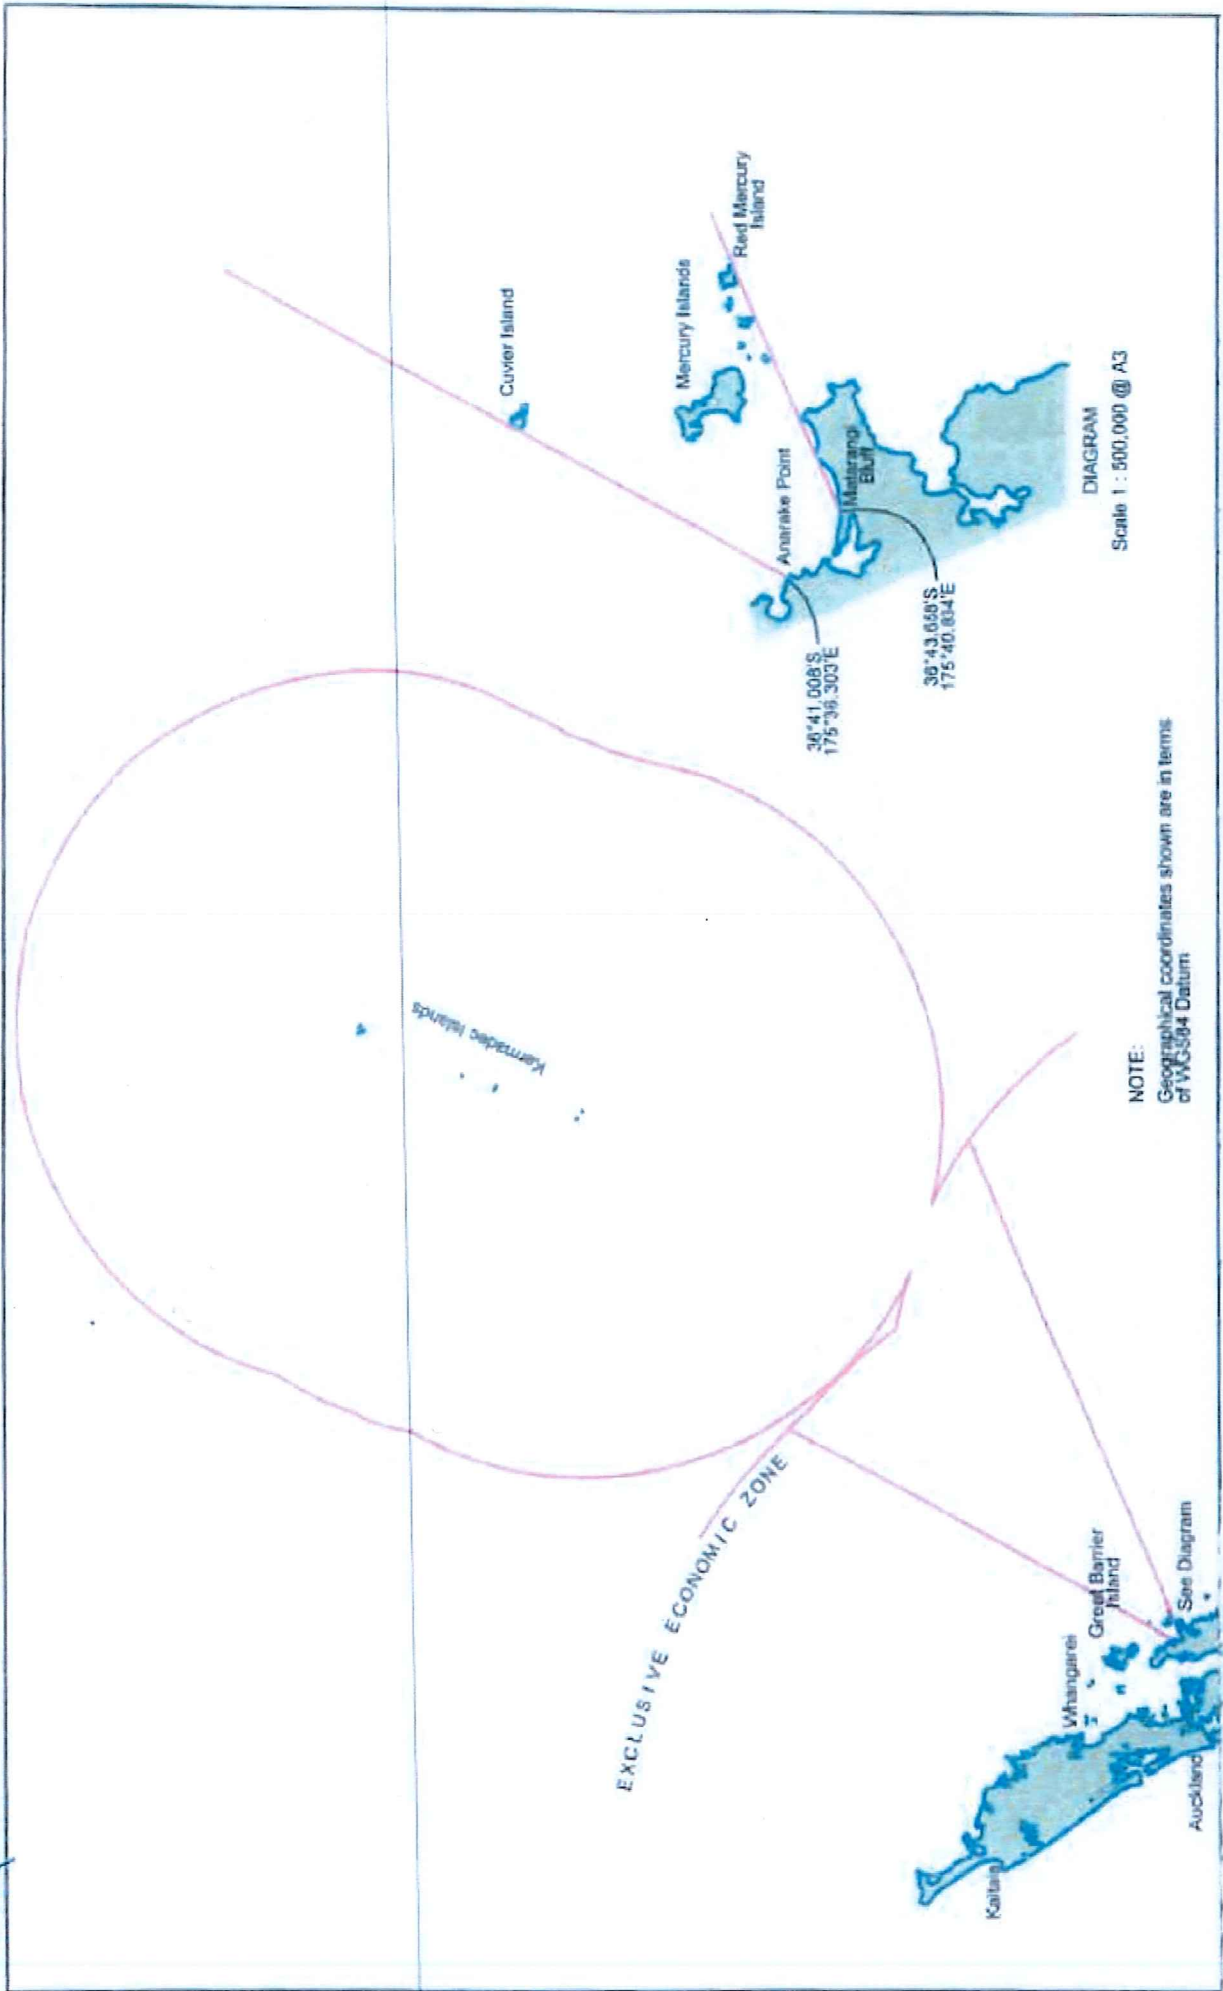 Kermadec Islands
EXCLUSIVE ECONOMIC ZONE
Kaitaia
Whangarei
Great Barrier
Island
Auckland
See Diagram
Cuvier Island
Mercury Islands
Red Mercury
Island
Anarake Point
Matarangi
Bluff
36°41.008'S
175°36.303'E
36°43.658'S
175°40.834'E
DIAGRAM
Scale 1 : 500,000 @ A3
NOTE:
Geographical coordinates shown are in terms
of WGS84 Datum